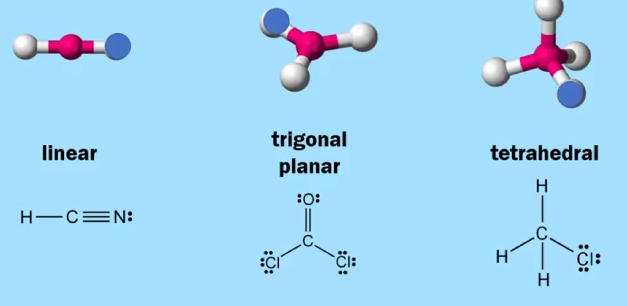 linear
trigonal
planar
tetrahedral
H—C≡N:
:O:
C
:Cl
Cl:
H
C
H
Cl:
H